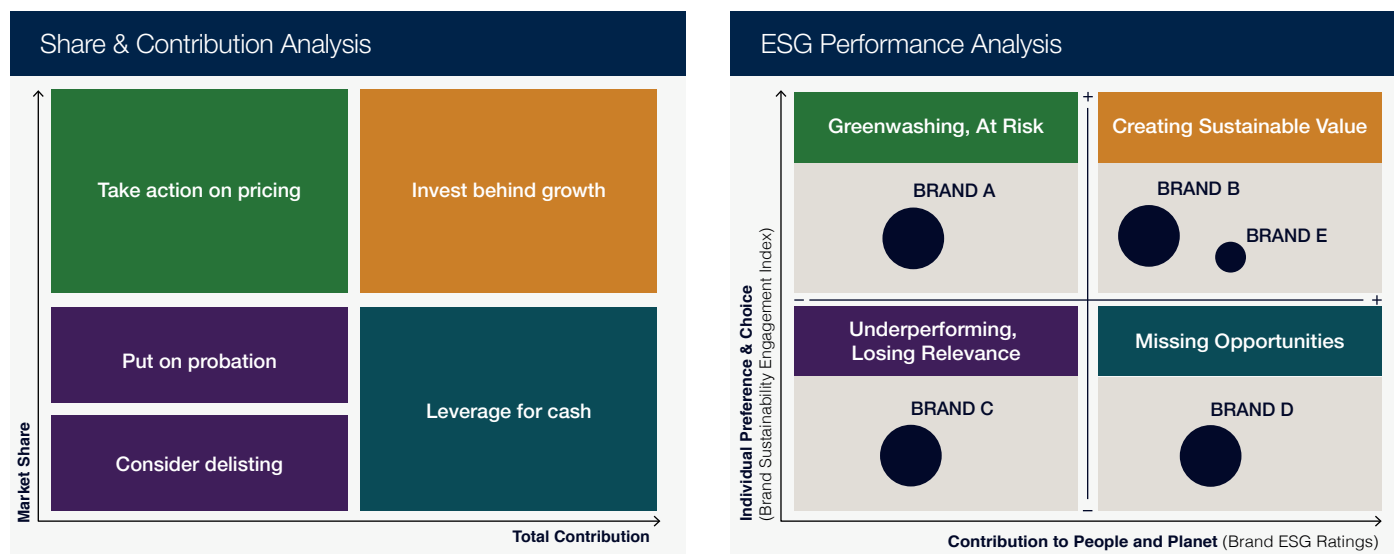 Share & Contribution Analysis
Take action on pricing
Invest behind growth
Put on probation
Consider delisting
Leverage for cash
Market Share
Total Contribution
ESG Performance Analysis
+
Greenwashing, At Risk
Creating Sustainable Value
BRAND A
BRAND B
BRAND E
−
+
Underperforming,
Losing Relevance
Missing Opportunities
BRAND C
BRAND D
−
Individual Preference & Choice
(Brand Sustainability Engagement Index)
Contribution to People and Planet (Brand ESG Ratings)